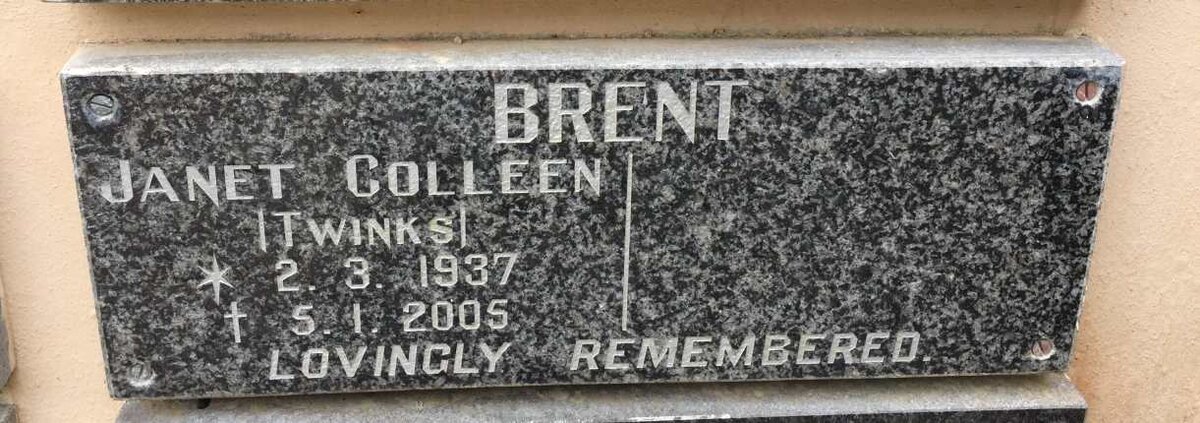 BRENT
JANET COLLEEN
|TWINKS|
* 2. 3. 1937
† 5. 1. 2005
LOVINGLY REMEMBERED.